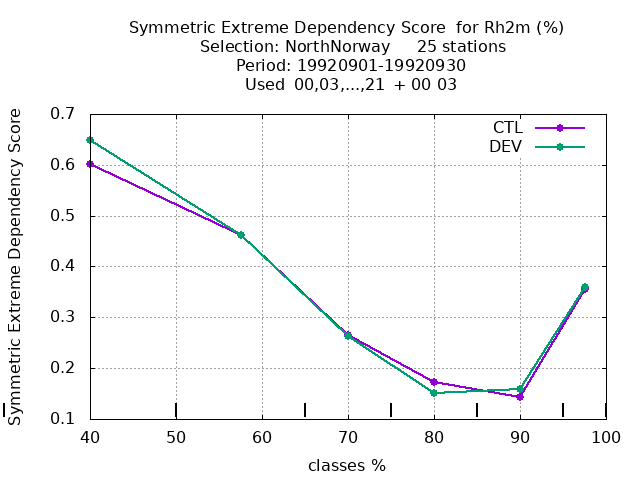 Symmetric Extreme Dependency Score  for Rh2m (%)
Selection: NorthNorway     25 stations
Period: 19920901-19920930
Used  00,03,...,21  + 00 03
Symmetric Extreme Dependency Score
0.7
0.6
0.5
0.4
0.3
0.2
0.1
CTL
DEV
40 50 60 70 80 90 100
classes %